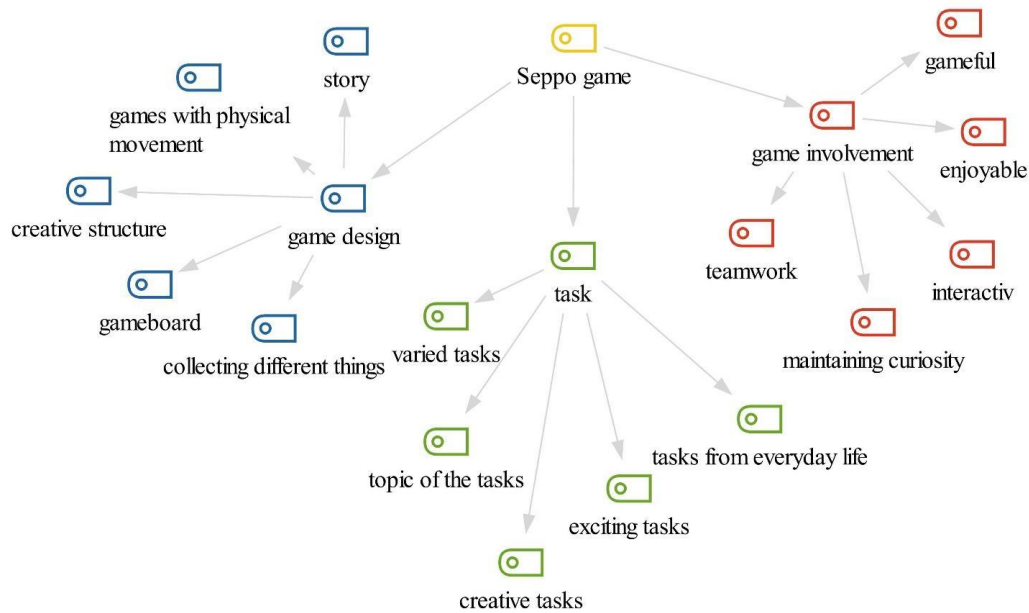 Seppo game
story
games with physical
movement
creative structure
game design
gameboard
collecting different things
task
varied tasks
topic of the tasks
creative tasks
exciting tasks
tasks from everyday life
gameful
game involvement
enjoyable
teamwork
interactiv
maintaining curiosity